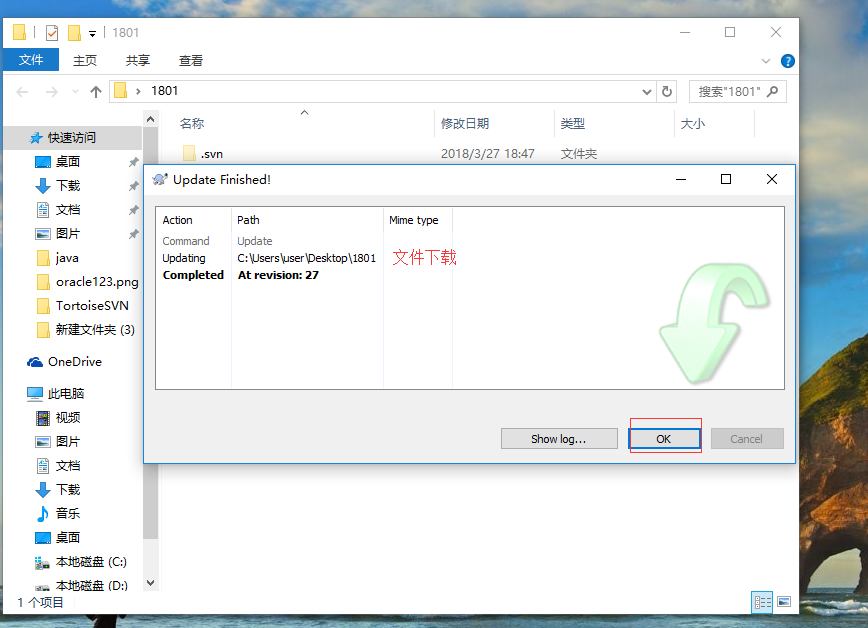 1801
文件 主页 共享 查看
1801 搜索"1801"
名称 修改日期 类型 大小
.svn 2018/3/27 18:47 文件夹
快速访问
桌面
下载
文档
图片
java
oracle123.png
TortoiseSVN
新建文件夹 (3)
OneDrive
此电脑
视频
图片
文档
下载
音乐
桌面
本地磁盘 (C:)
本地磁盘 (D:)
1 个项目
Update Finished!
Action Path Mime type
Command Update
Updating C:\Users\user\Desktop\1801 文件下载
Completed At revision: 27
Show log... OK Cancel